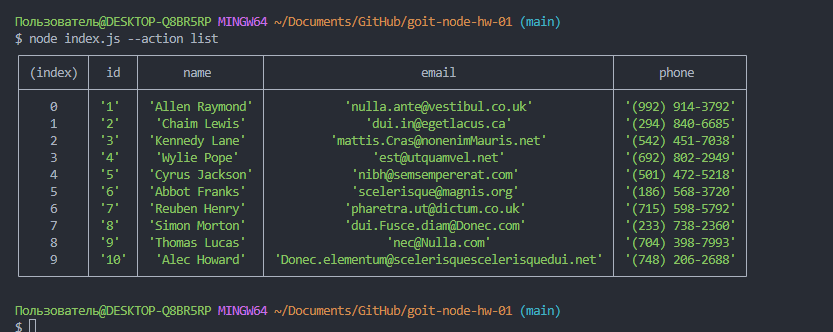 Пользователь@DESKTOP-Q8BR5RP MINGW64 ~/Documents/GitHub/goit-node-hw-01 (main)
$ node index.js --action list
(index) id name email phone
0 '1' 'Allen Raymond' 'nulla.ante@vestibul.co.uk' '(992) 914-3792'
1 '2' 'Chaim Lewis' 'dui.in@egetlacus.ca' '(294) 840-6685'
2 '3' 'Kennedy Lane' 'mattis.Cras@nonenimMauris.net' '(542) 451-7038'
3 '4' 'Wylie Pope' 'est@utquamvel.net' '(692) 802-2949'
4 '5' 'Cyrus Jackson' 'nibh@semsempererat.com' '(501) 472-5218'
5 '6' 'Abbot Franks' 'scelerisque@magnis.org' '(186) 568-3720'
6 '7' 'Reuben Henry' 'pharetra.ut@dictum.co.uk' '(715) 598-5792'
7 '8' 'Simon Morton' 'dui.Fusce.diam@Donec.com' '(233) 738-2360'
8 '9' 'Thomas Lucas' 'nec@Nulla.com' '(704) 398-7993'
9 '10' 'Alec Howard' 'Donec.elementum@scelerisquescelerisquedui.net' '(748) 206-2688'
Пользователь@DESKTOP-Q8BR5RP MINGW64 ~/Documents/GitHub/goit-node-hw-01 (main)
$